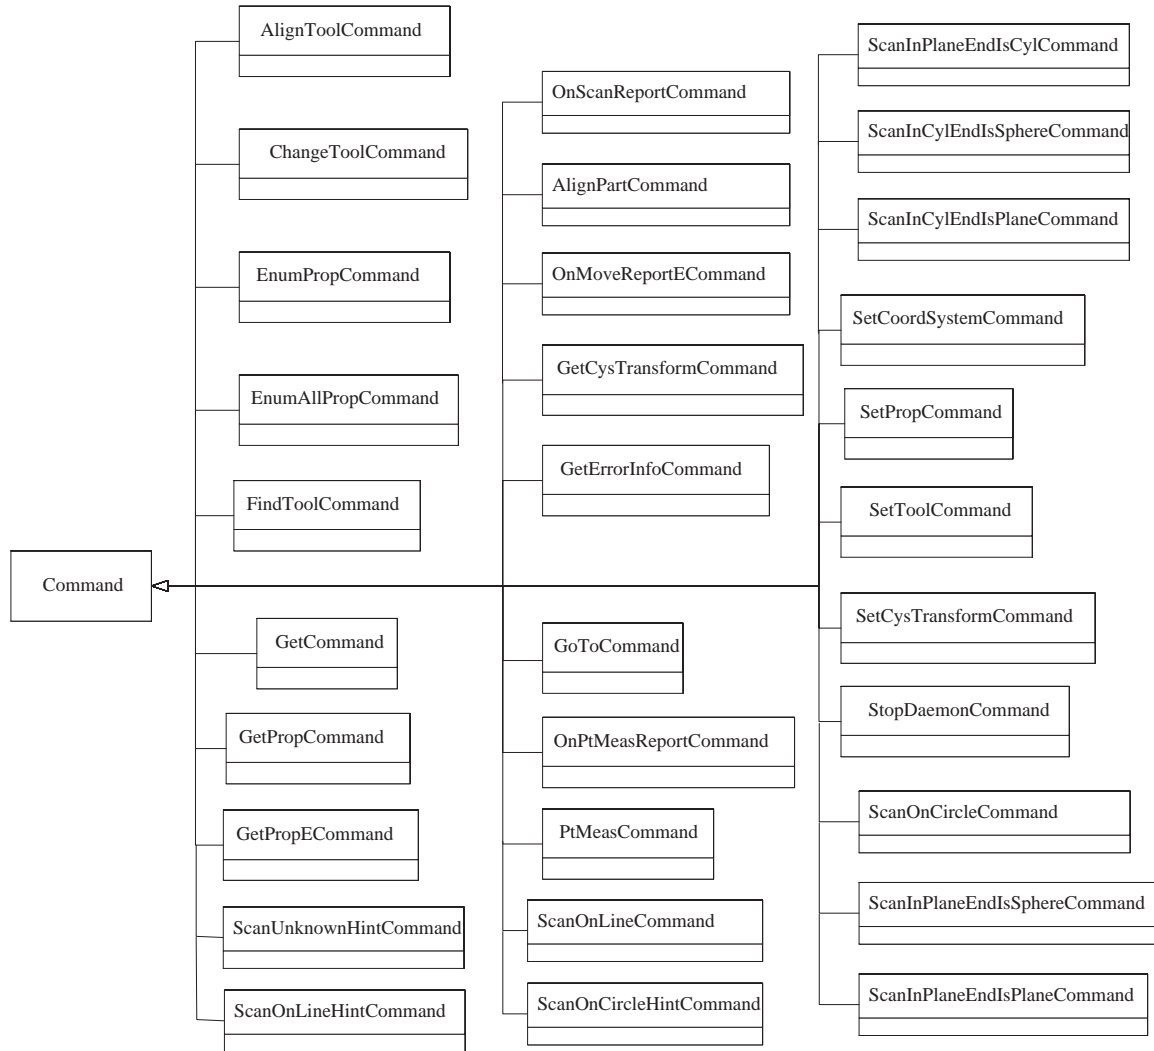 AlignToolCommand
ChangeToolCommand
EnumPropCommand
EnumAllPropCommand
FindToolCommand
Command
GetCommand
GetPropCommand
GetPropECommand
ScanUnknownHintCommand
ScanOnLineHintCommand
OnScanReportCommand
AlignPartCommand
OnMoveReportECommand
GetCysTransformCommand
GetErrorInfoCommand
GoToCommand
OnPtMeasReportCommand
PtMeasCommand
ScanOnLineCommand
ScanOnCircleHintCommand
ScanInPlaneEndIsCylCommand
ScanInCylEndIsSphereCommand
ScanInCylEndIsPlaneCommand
SetCoordSystemCommand
SetPropCommand
SetToolCommand
SetCysTransformCommand
StopDaemonCommand
ScanOnCircleCommand
ScanInPlaneEndIsSphereCommand
ScanInPlaneEndIsPlaneCommand